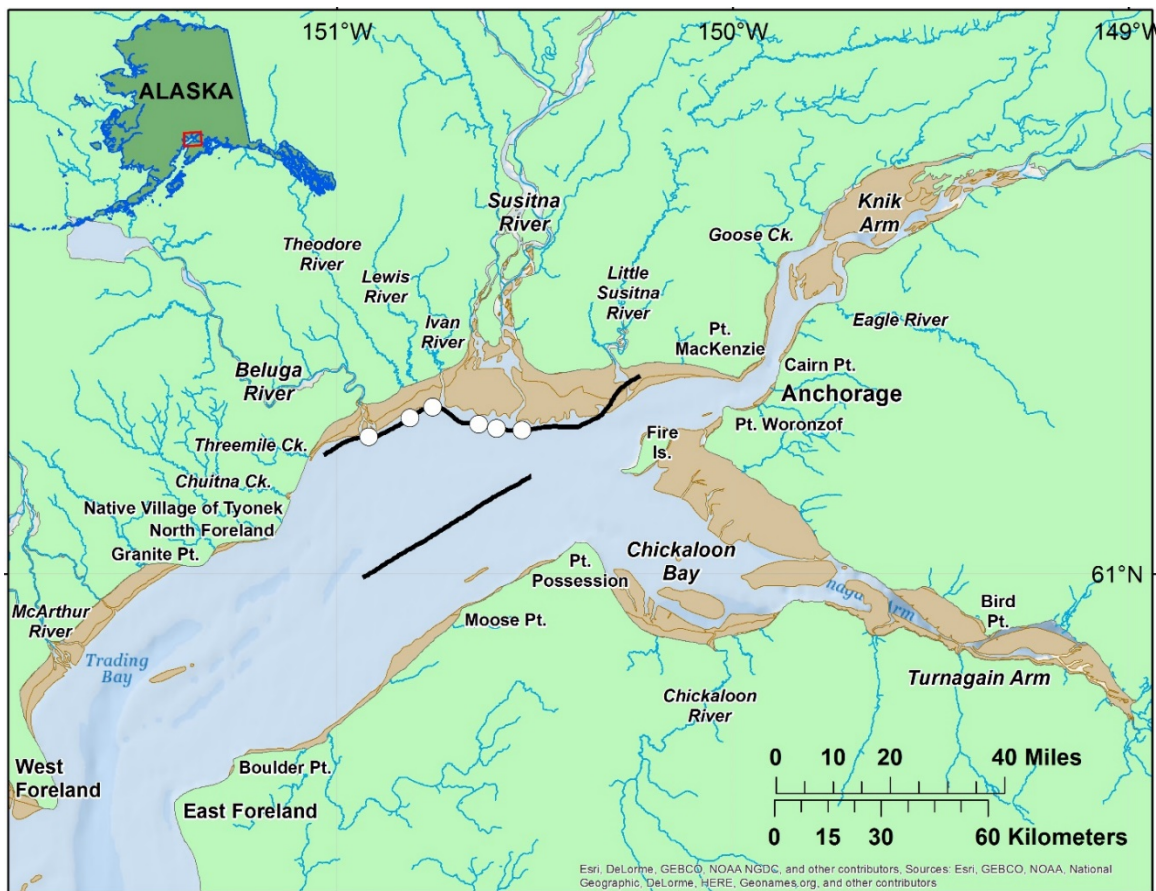 151°W
150°W
149°W
ALASKA
Knik
Arm
Susitna
River
Goose Ck.
Theodore
River
Lewis
River
Little
Susitna
River
Ivan
River
Pt.
MacKenzie
Eagle River
Beluga
River
Cairn Pt.
Anchorage
Threemile Ck.
Fire
Is.
Pt. Woronzof
Chuitna Ck.
Native Village of Tyonek
North Foreland
Granite Pt.
Chickaloon
Bay
Pt.
Possession
61°N
McArthur
River
Moose Pt.
naga Arm
Bird
Pt.
Trading
Bay
Turnagain Arm
Chickaloon
River
West
Foreland
Boulder Pt.
East Foreland
0 10 20 40 Miles
0 15 30 60 Kilometers
Esri, DeLorme, GEBCO, NOAA NGDC, and other contributors, Sources: Esri, GEBCO, NOAA, National
Geographic, DeLorme, HERE, Geonames.org, and other contributors